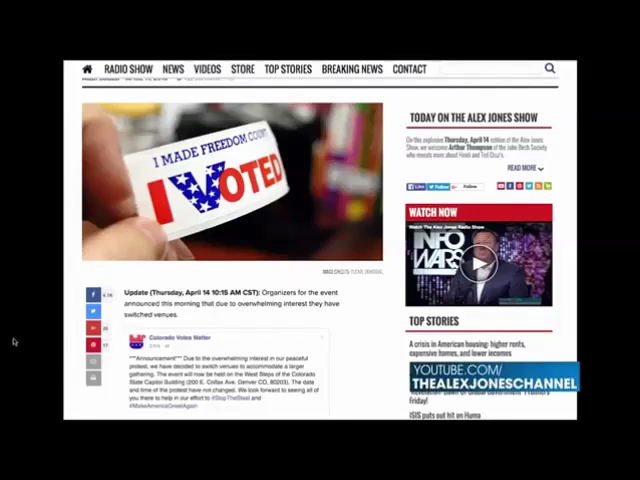 RADIO SHOW NEWS VIDEOS STORE TOP STORIES BREAKING NEWS CONTACT
I MADE FREEDOM COUNT
I VOTED
Update (Thursday, April 14 10:15 AM CST): Organizers for the event
announced this morning that due to overwhelming interest they have
switched venues.
Colorado Votes Matter
***Announcement*** Due to the overwhelming interest in our peaceful
protest, we have decided to switch venues to accommodate a larger
gathering. The event will now be held on the West Steps of the Colorado
State Capitol Building (200 E. Colfax Ave. Denver CO, 80203). The date
and time of the protest have not changed. We look forward to seeing all of
you there to help in our effort to #StopTheSteal and
#MakeAmericaGreatAgain
TODAY ON THE ALEX JONES SHOW
On this explosive Thursday, April 14 edition of the Alex Jones
Show, we welcome Arthur Thompson of the John Birch Society
who reveals more about Heidi and Ted Cruz's
READ MORE
Like Follow Follow
WATCH NOW
Watch The Alex Jones Radio Show
INFO
WARS
TOP STORIES
A crisis in American housing: higher rents,
expensive homes, and lower incomes
YOUTUBE.COM/
THEALEXJONESCHANNEL
Friday!
ISIS puts out hit on Huma